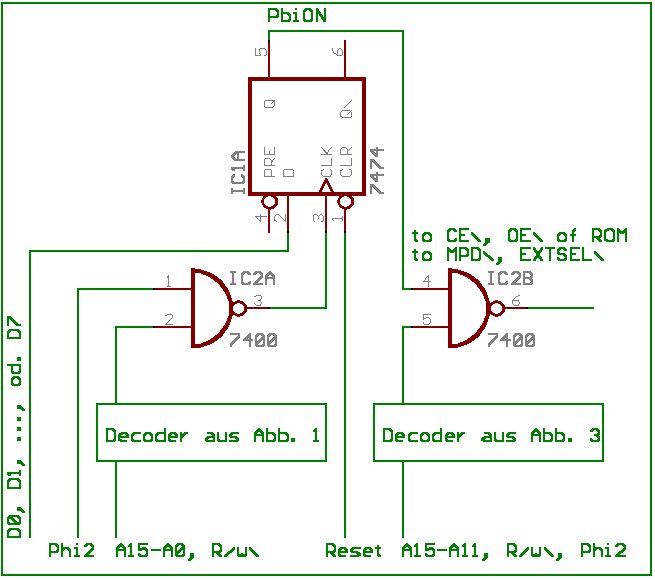 PbiON
5
6
Q
Q\
IC1A
PRE
D
CLK
CLR
7474
4
2
3
1
to CE\, OE\ of ROM
to MPD\, EXTSEL\
1
IC2A
3
2
7400
4
IC2B
6
5
7400
D0, D1, ..., od. D7
Decoder aus Abb. 1
Decoder aus Abb. 3
Phi2
A15-A0, R/w\
Reset
A15-A11, R/w\, Phi2